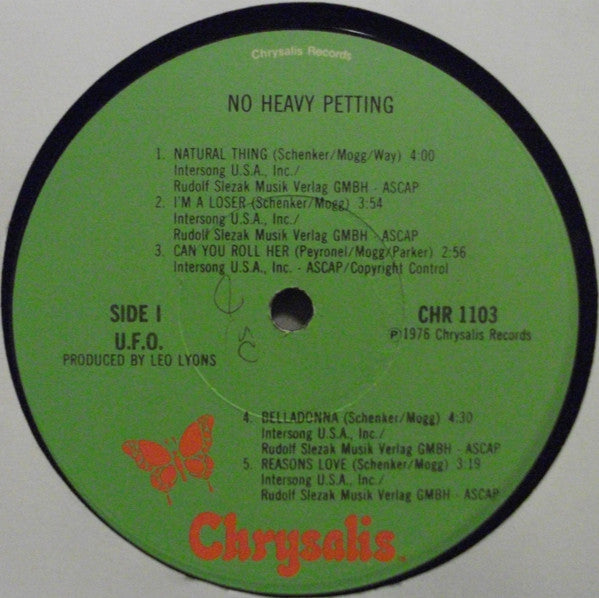 Chrysalis Records
NO HEAVY PETTING
1. NATURAL THING (Schenker/Mogg/Way) 4:00
Intersong U.S.A., Inc./
Rudolf Slezak Musik Verlag GMBH - ASCAP
2. I'M A LOSER (Schenker/Mogg) 3:54
Intersong U.S.A., Inc./
Rudolf Slezak Musik Verlag GMBH - ASCAP
3. CAN YOU ROLL HER (Peyronel/Mogg/Parker) 2:56
Intersong U.S.A., Inc. - ASCAP/Copyright Control
SIDE I
U.F.O.
PRODUCED BY LEO LYONS
CHR 1103
℗1976 Chrysalis Records
4. BELLADONNA (Schenker/Mogg) 4:30
Intersong U.S.A., Inc./
Rudolf Slezak Musik Verlag GMBH - ASCAP
5. REASONS LOVE (Schenker/Mogg) 3:19
Intersong U.S.A., Inc./
Rudolf Slezak Musik Verlag GMBH - ASCAP
Chrysalis